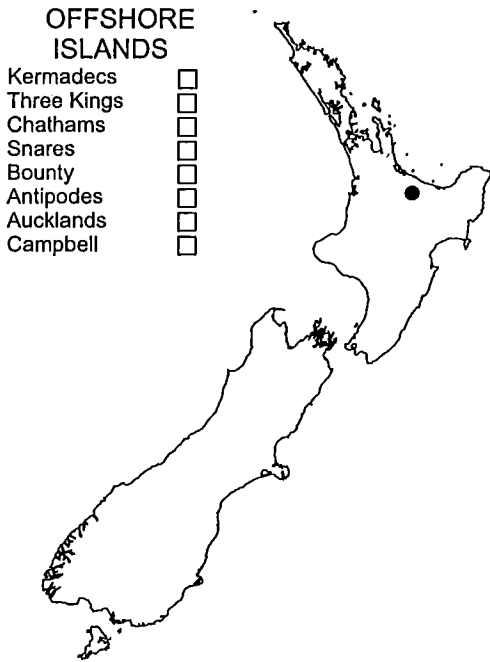 OFFSHORE
ISLANDS
Kermadecs
Three Kings
Chathams
Snares
Bounty
Antipodes
Aucklands
Campbell